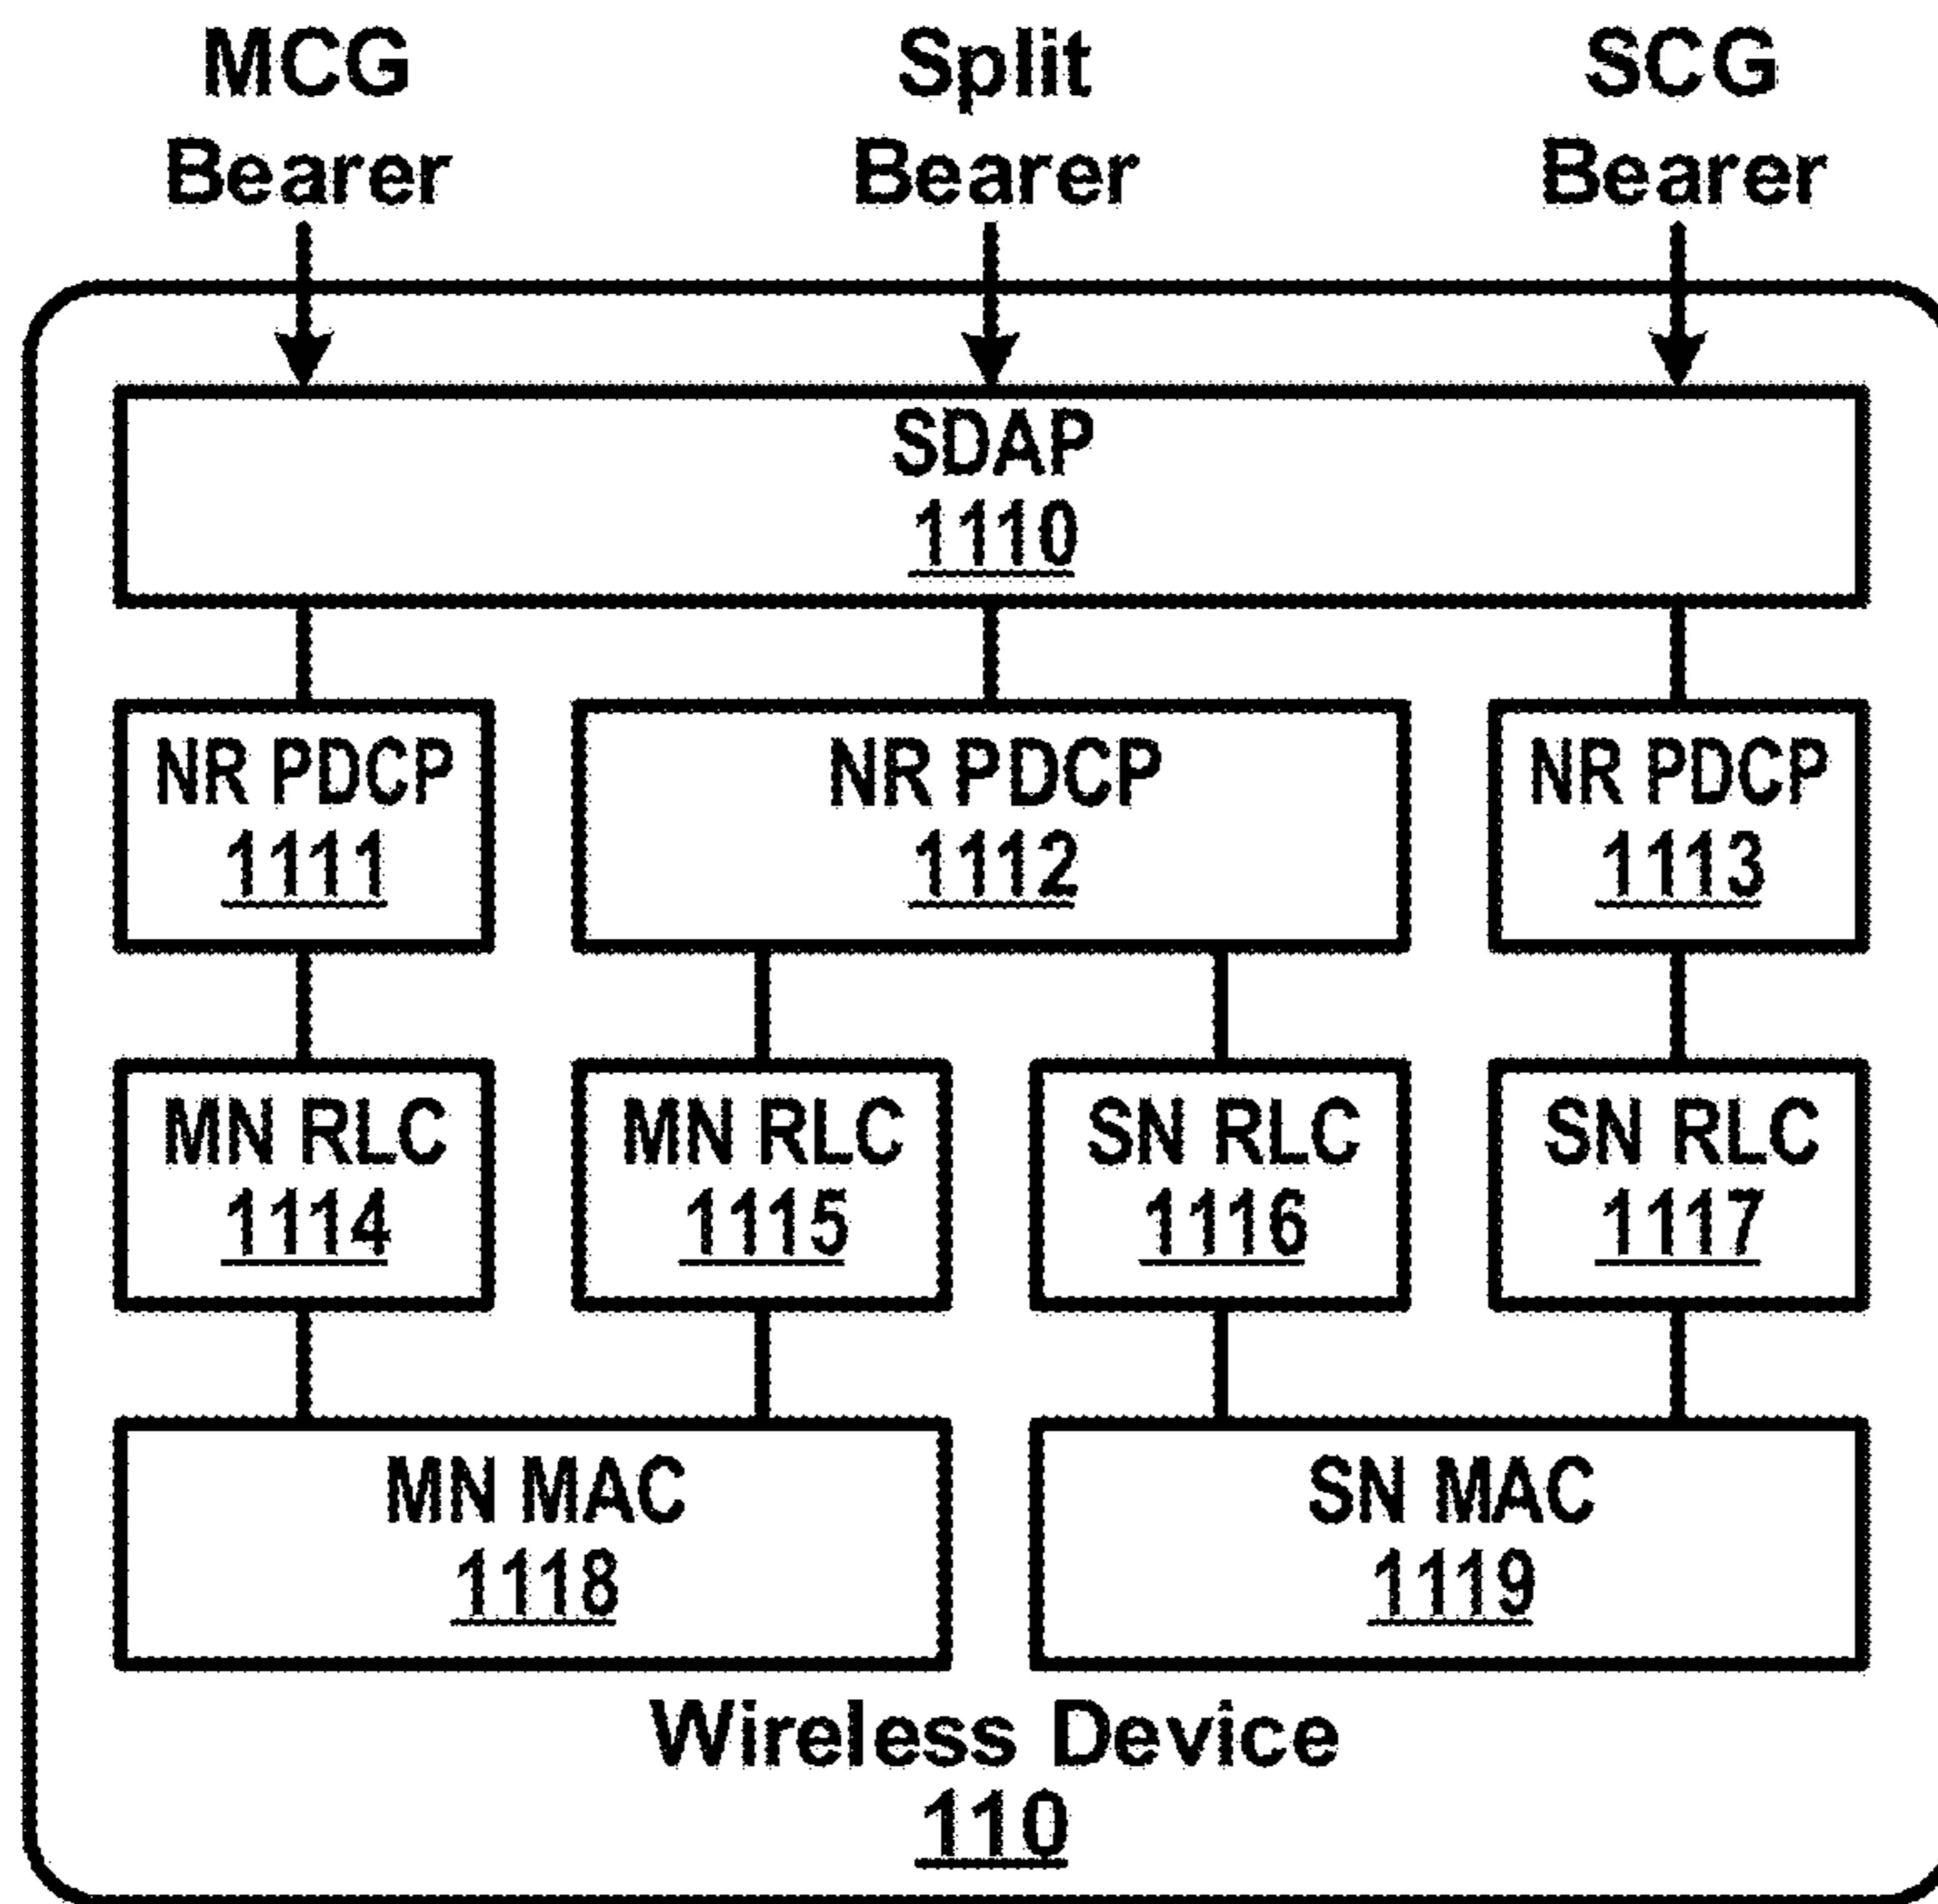 MCG
Bearer
Split
Bearer
SCG
Bearer
SDAP
1110
NR PDCP
1111
NR PDCP
1112
NR PDCP
1113
MN RLC
1114
MN RLC
1115
SN RLC
1116
SN RLC
1117
MN MAC
1118
SN MAC
1119
Wireless Device
110